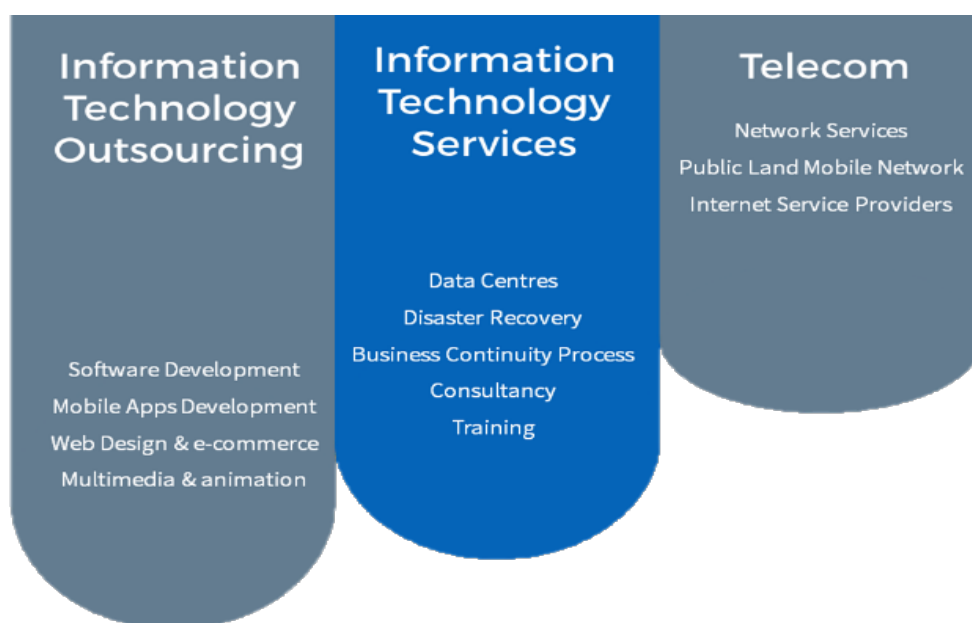 Information
Technology
Outsourcing
Software Development
Mobile Apps Development
Web Design & e-commerce
Multimedia & animation
Information
Technology
Services
Data Centres
Disaster Recovery
Business Continuity Process
Consultancy
Training
Telecom
Network Services
Public Land Mobile Network
Internet Service Providers